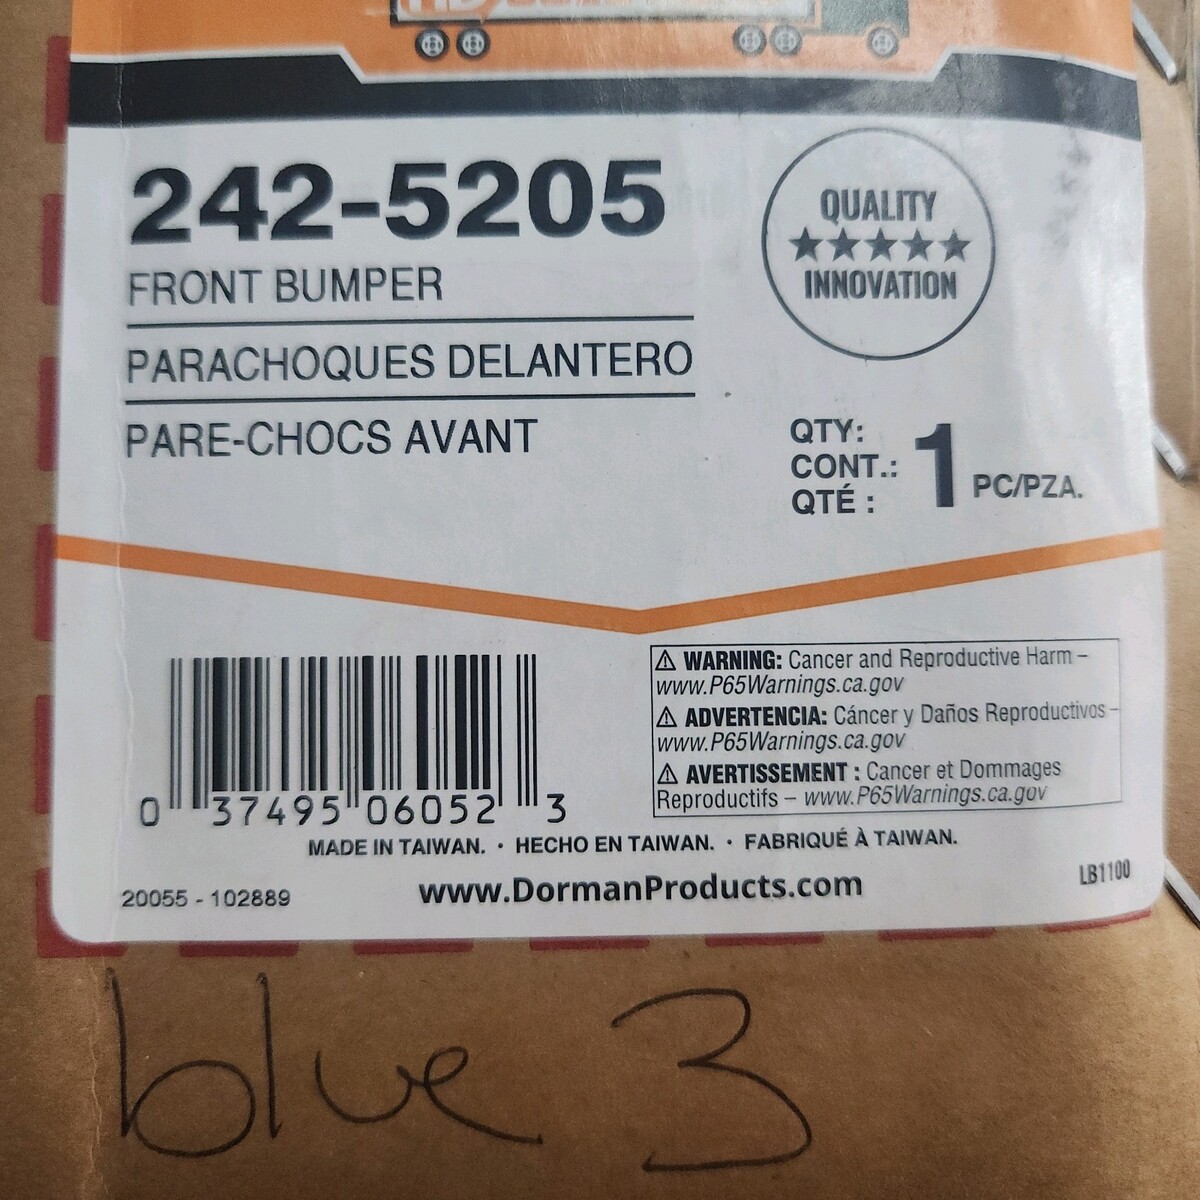 242-5205
FRONT BUMPER
PARACHOQUES DELANTERO
PARE-CHOCS AVANT
QUALITY
★★★★★
INNOVATION
QTY:
CONT.:
QTÉ :
1 PC/PZA.
0 37495 06052 3
⚠ WARNING: Cancer and Reproductive Harm –
www.P65Warnings.ca.gov
⚠ ADVERTENCIA: Cáncer y Daños Reproductivos –
www.P65Warnings.ca.gov
⚠ AVERTISSEMENT : Cancer et Dommages
Reproductifs – www.P65Warnings.ca.gov
MADE IN TAIWAN. · HECHO EN TAIWAN. · FABRIQUÉ À TAIWAN.
20055 - 102889
www.DormanProducts.com
LB1100
blue 3